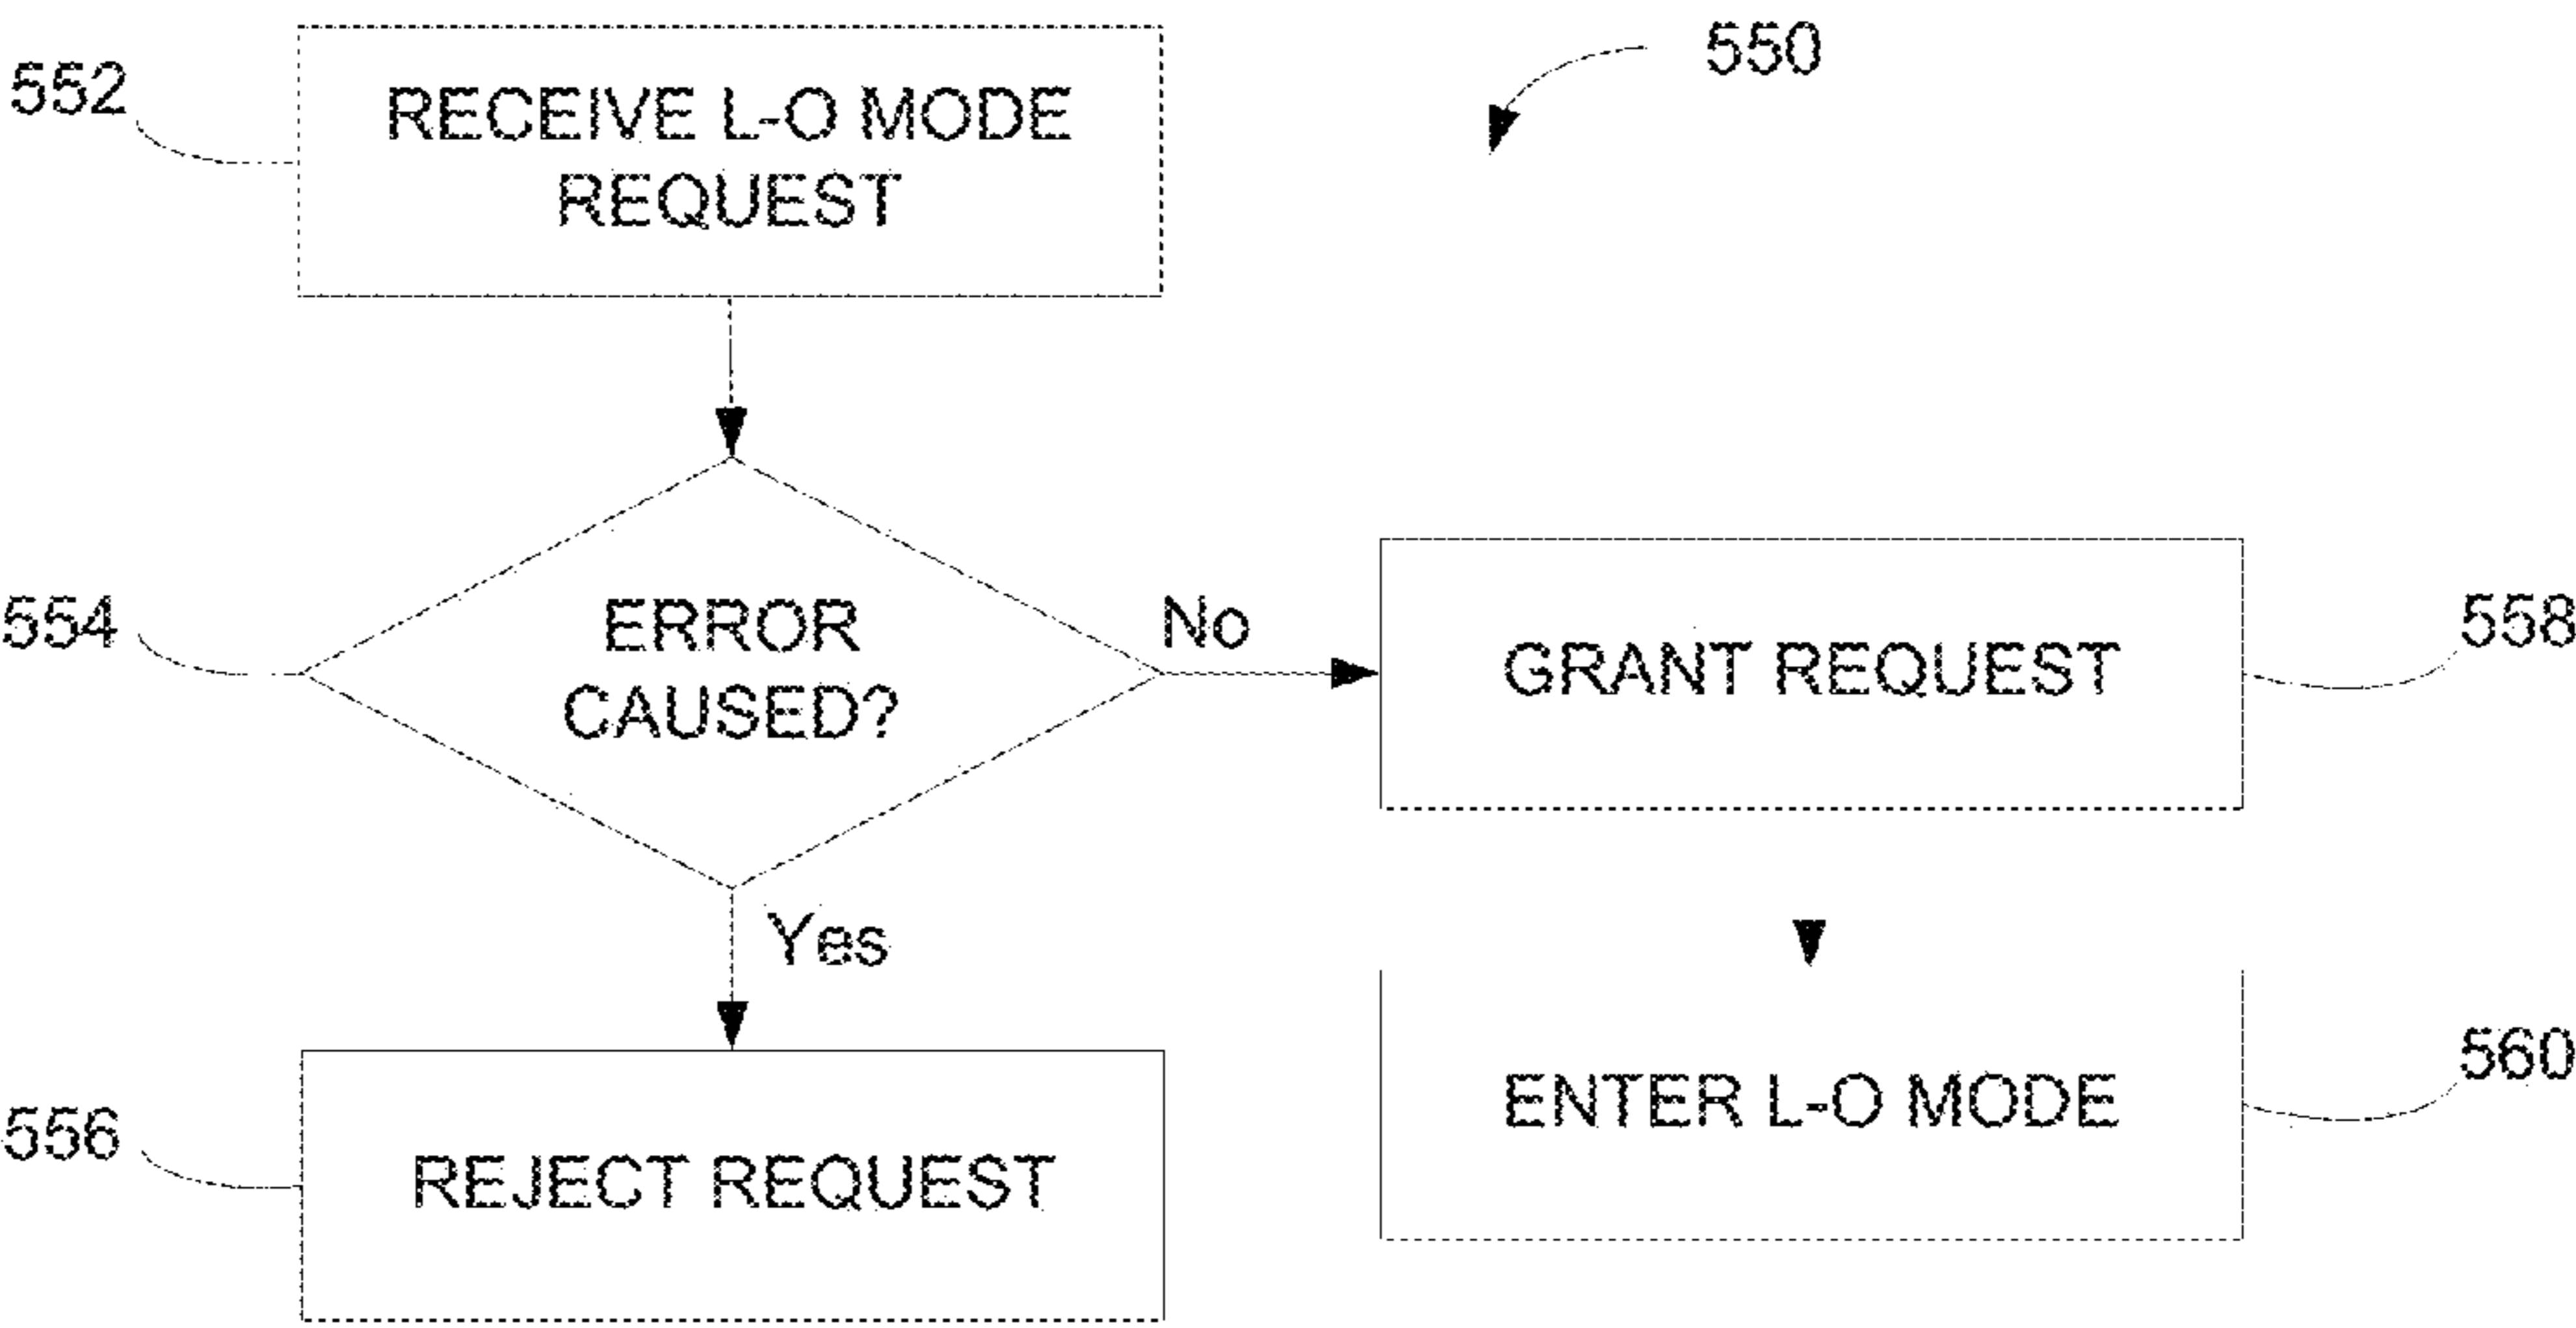 550
552
RECEIVE L-O MODE
REQUEST
554
ERROR
CAUSED?
No
GRANT REQUEST
558
Yes
556
REJECT REQUEST
ENTER L-O MODE
560